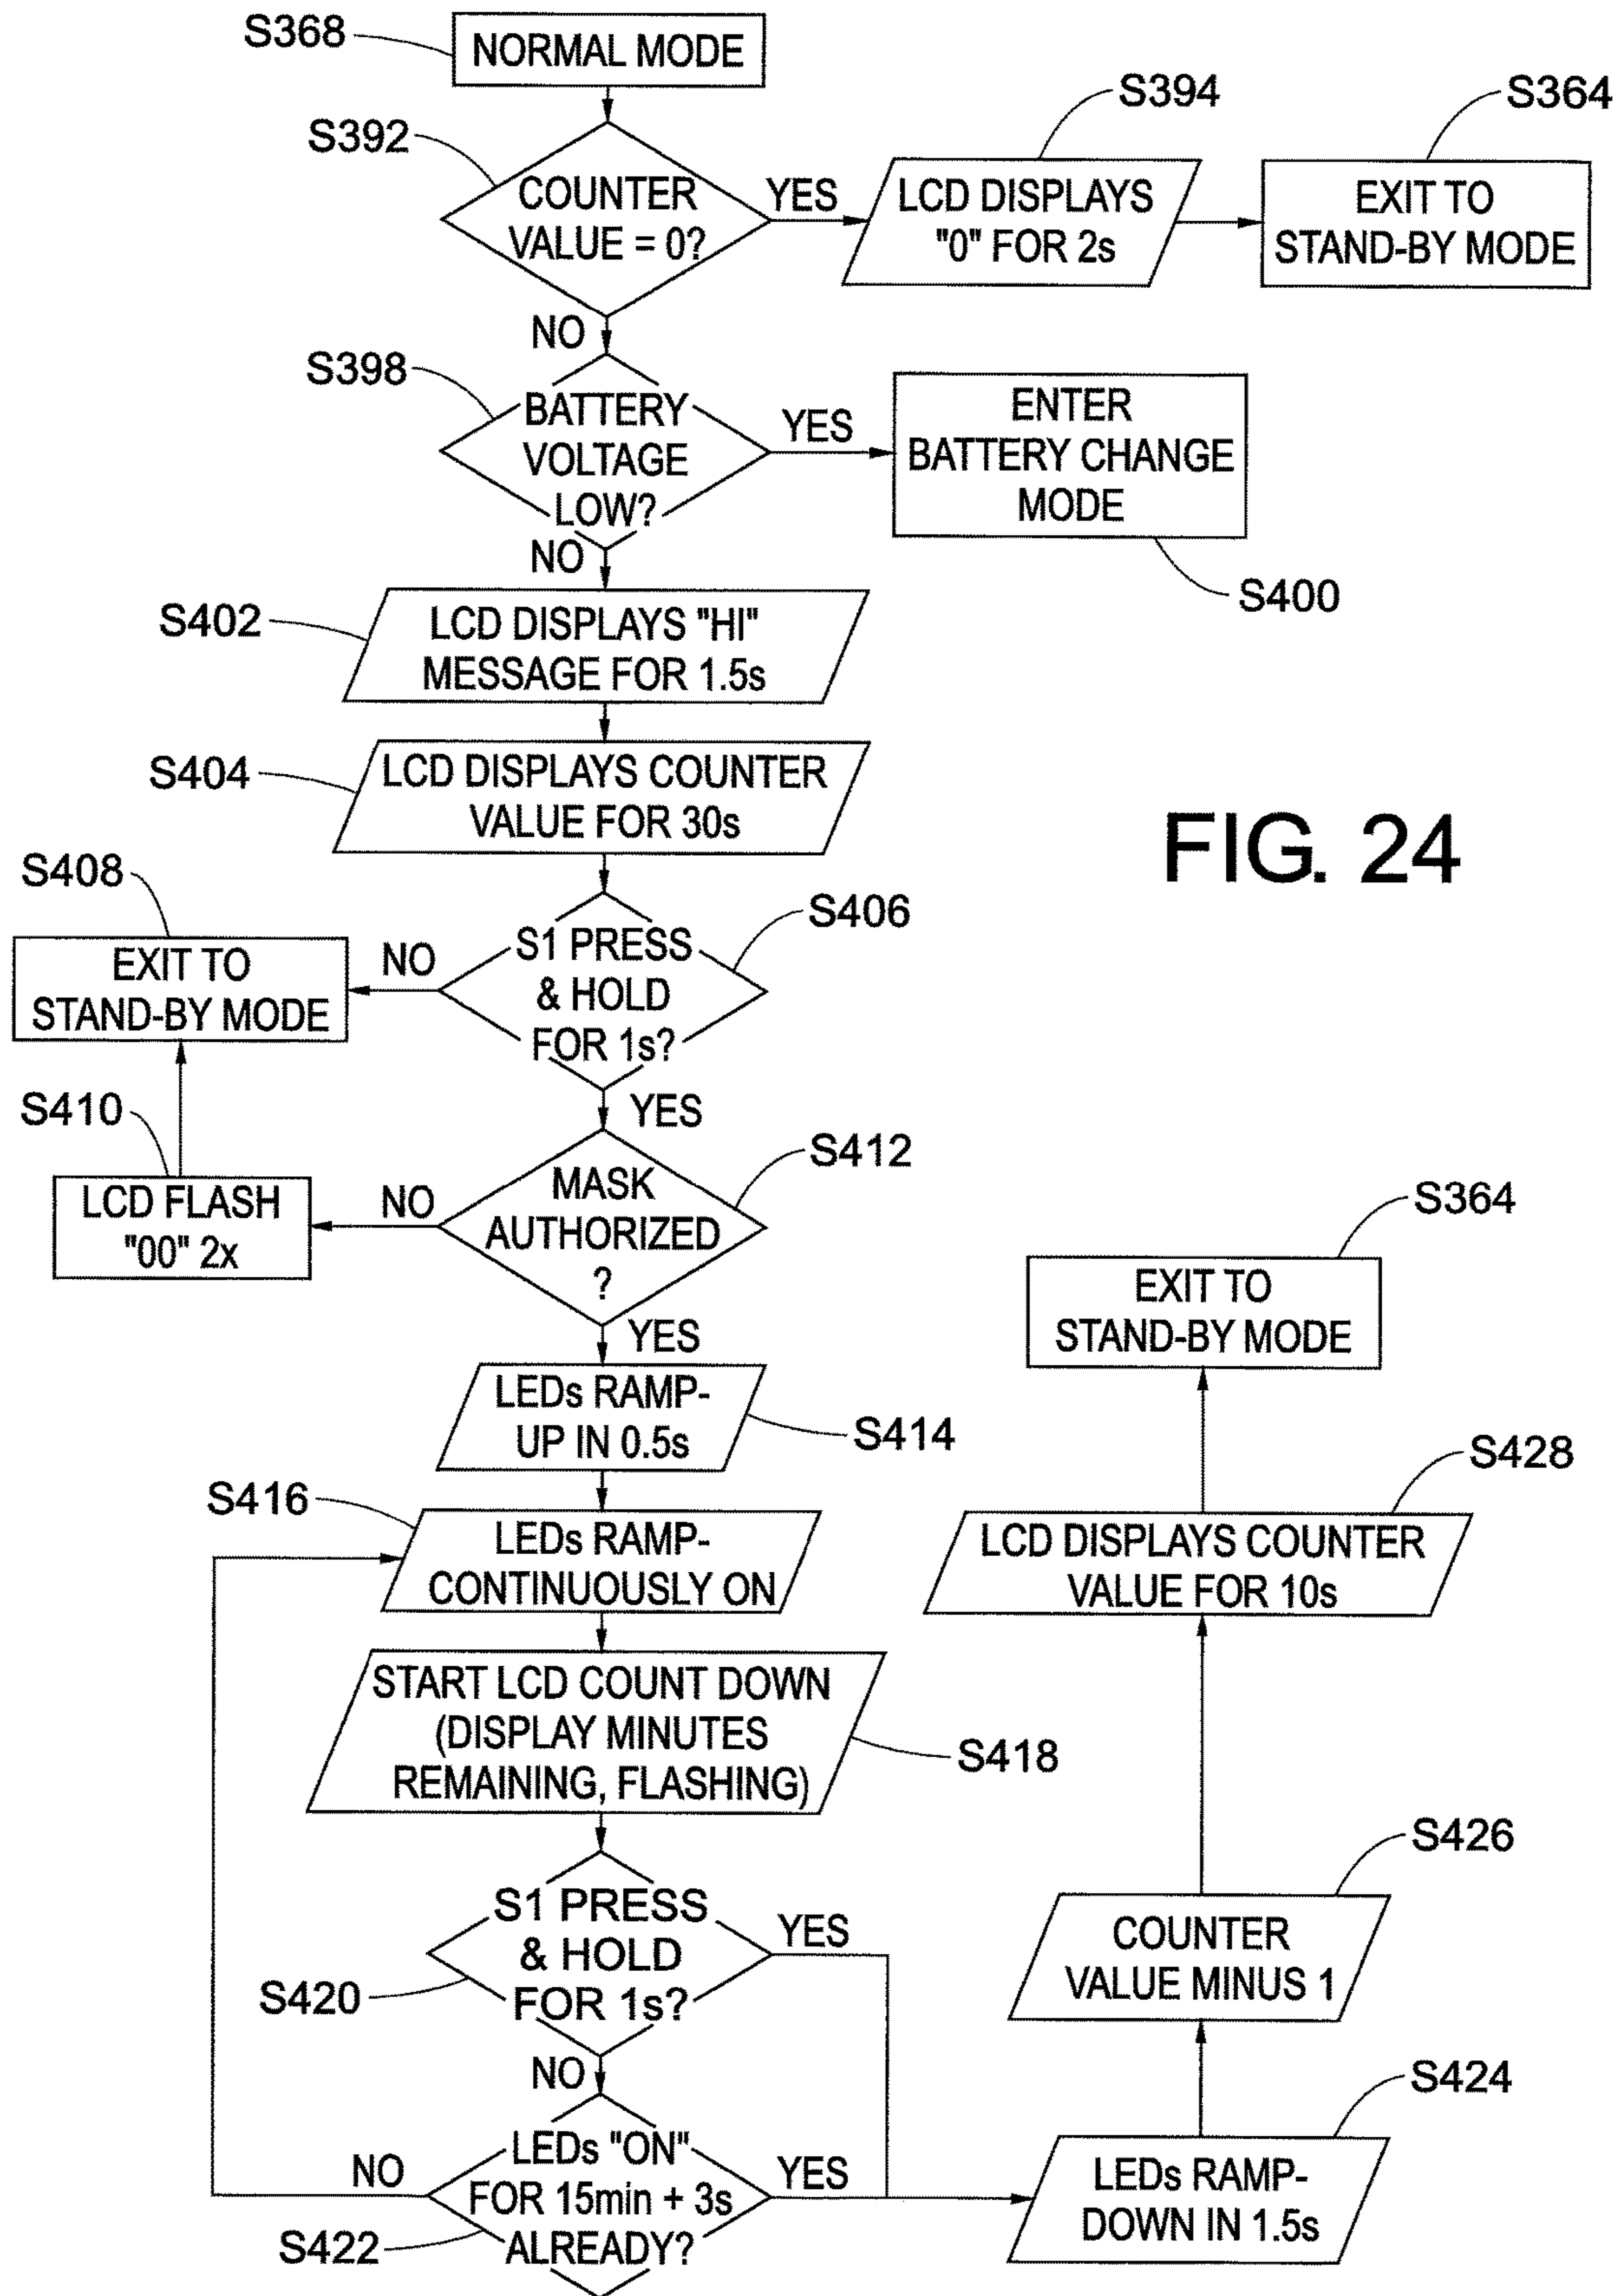 S368
NORMAL MODE
S392
COUNTER
VALUE = 0?
YES
S394
LCD DISPLAYS
"0" FOR 2s
S364
EXIT TO
STAND-BY MODE
NO
S398
BATTERY
VOLTAGE
LOW?
YES
ENTER
BATTERY CHANGE
MODE
S400
NO
S402
LCD DISPLAYS "HI"
MESSAGE FOR 1.5s
S404
LCD DISPLAYS COUNTER
VALUE FOR 30s
FIG. 24
S406
S1 PRESS
& HOLD
FOR 1s?
NO
S408
EXIT TO
STAND-BY MODE
YES
S410
LCD FLASH
"00" 2x
NO
S412
MASK
AUTHORIZED
?
YES
LEDs RAMP-
UP IN 0.5s
S414
S416
LEDs RAMP-
CONTINUOUSLY ON
START LCD COUNT DOWN
(DISPLAY MINUTES
REMAINING, FLASHING)
S418
S1 PRESS
& HOLD
FOR 1s?
S420
YES
NO
LEDs "ON"
FOR 15min + 3s
ALREADY?
S422
NO
YES
S424
LEDs RAMP-
DOWN IN 1.5s
S426
COUNTER
VALUE MINUS 1
S428
LCD DISPLAYS COUNTER
VALUE FOR 10s
S364
EXIT TO
STAND-BY MODE